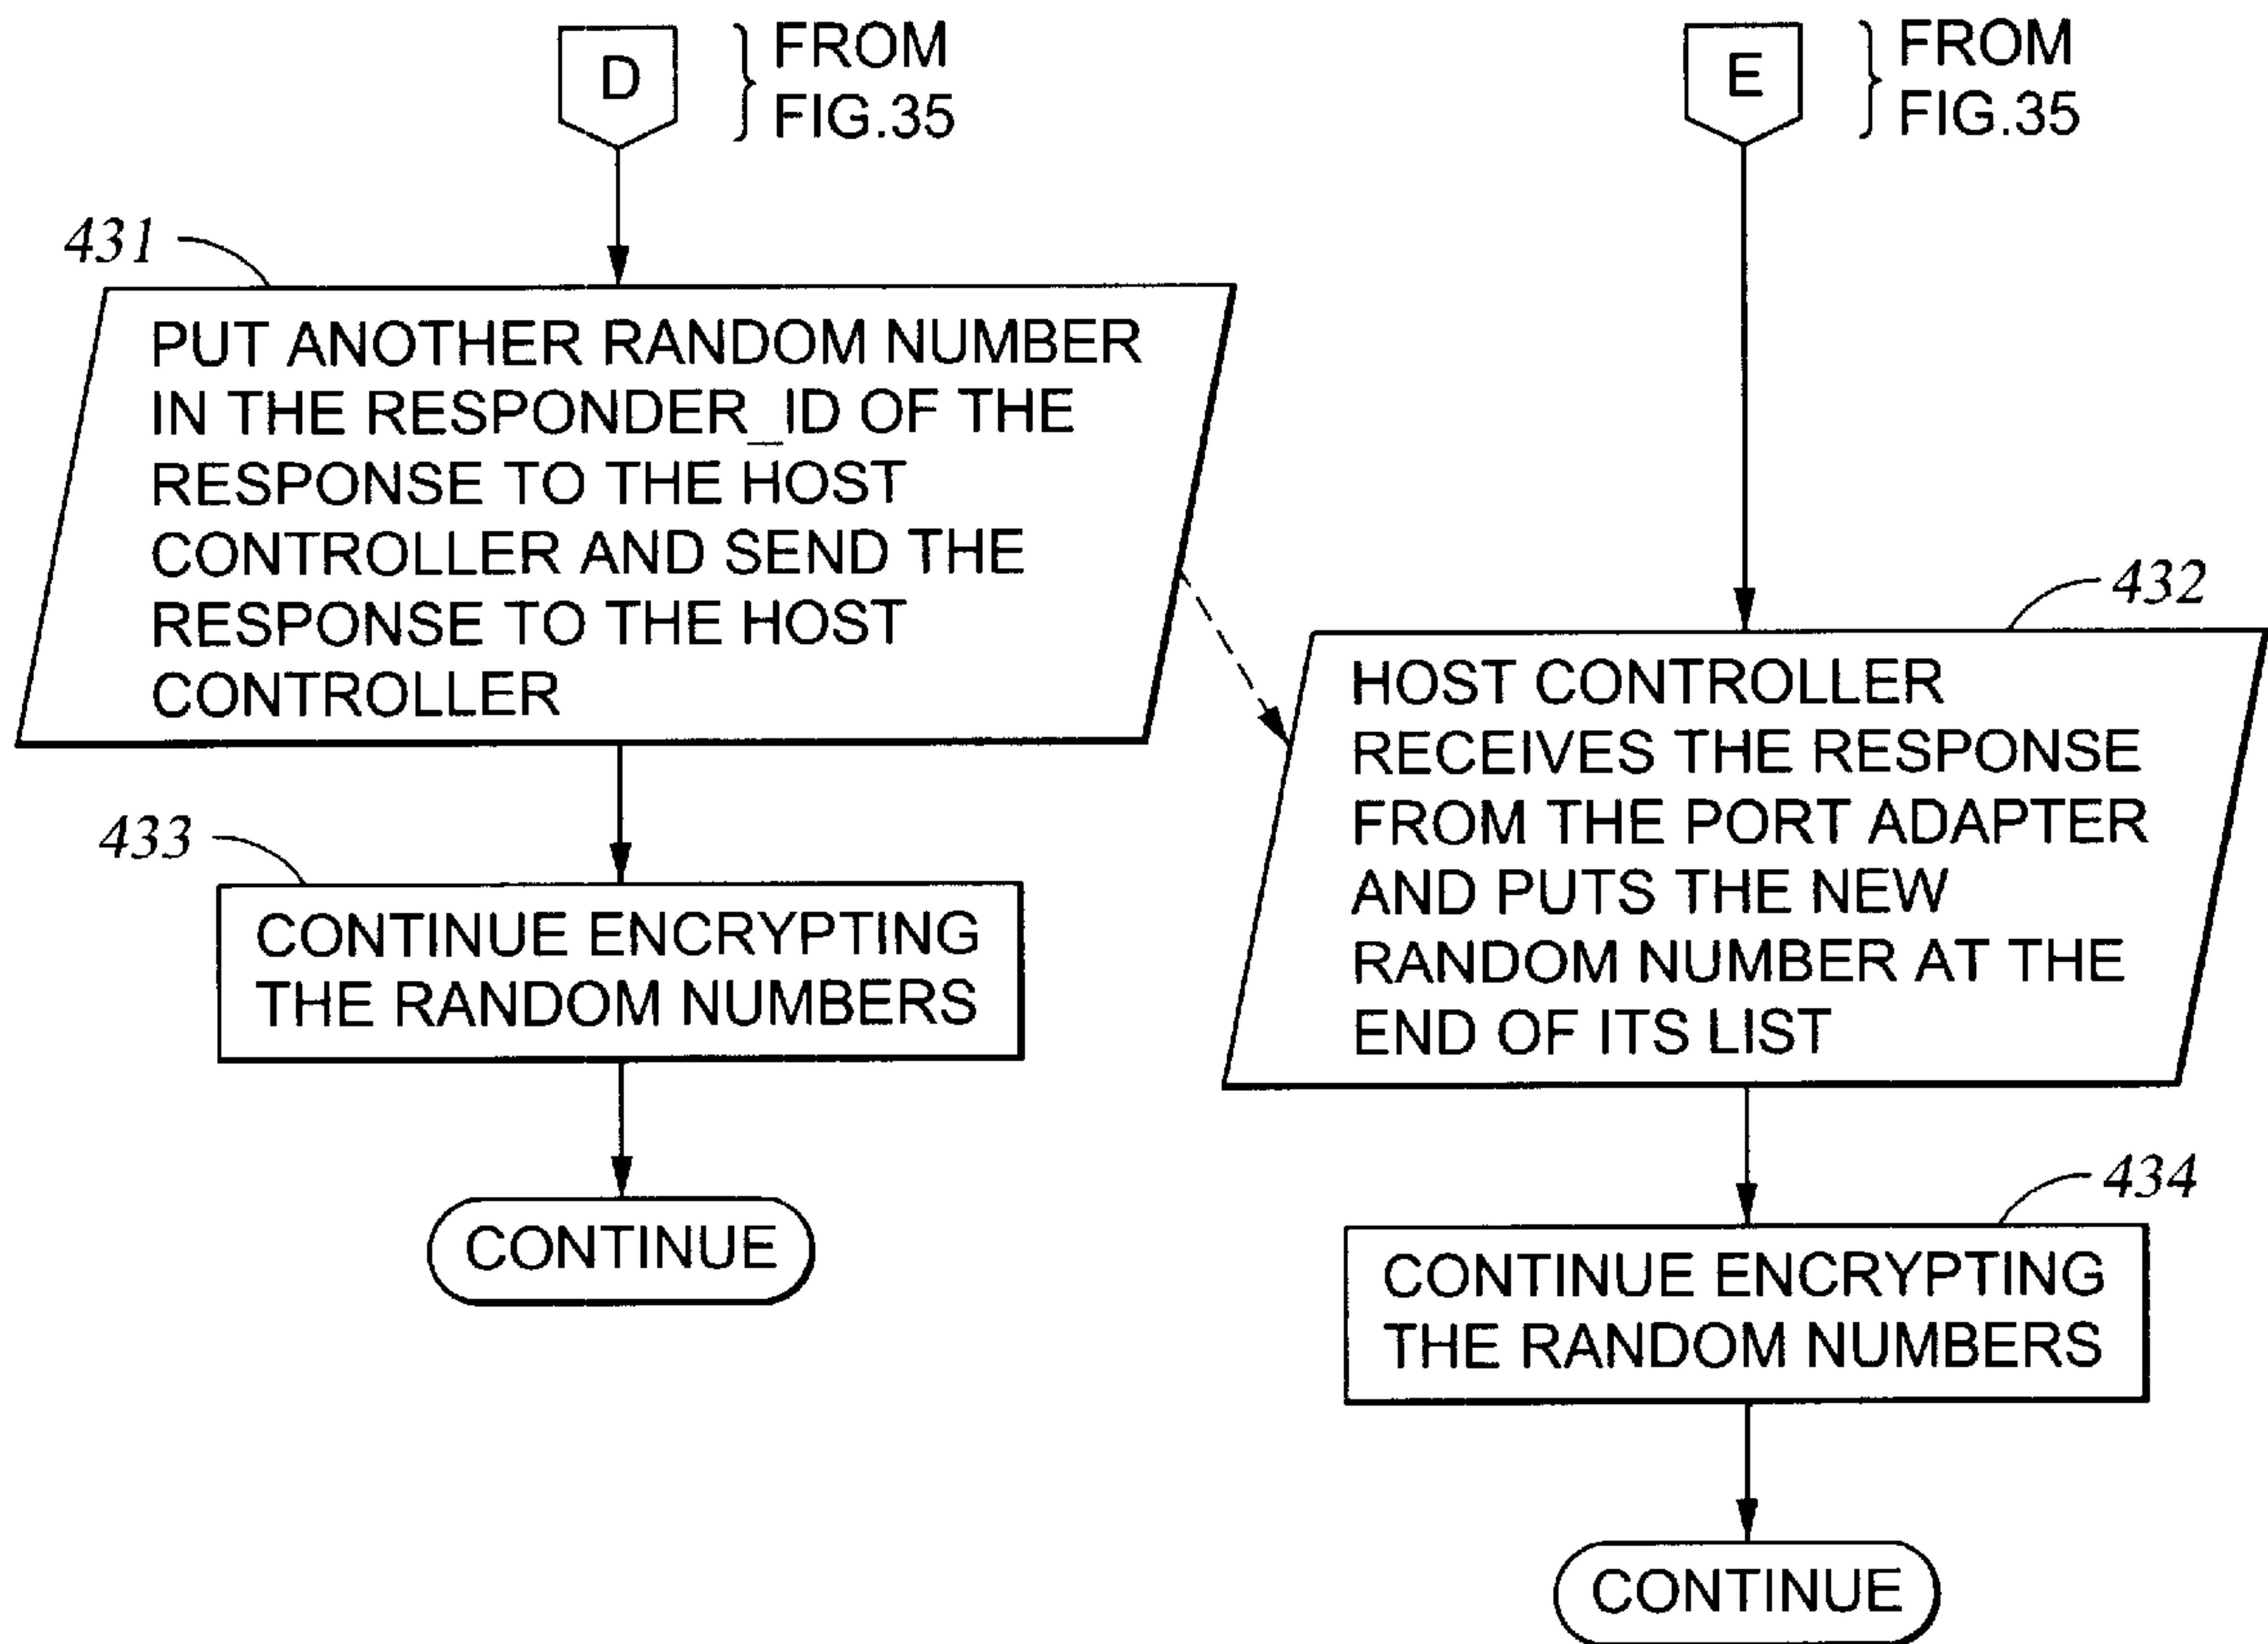 D
FROM
FIG.35
431
PUT ANOTHER RANDOM NUMBER
IN THE RESPONDER_ID OF THE
RESPONSE TO THE HOST
CONTROLLER AND SEND THE
RESPONSE TO THE HOST
CONTROLLER
433
CONTINUE ENCRYPTING
THE RANDOM NUMBERS
CONTINUE
E
FROM
FIG.35
432
HOST CONTROLLER
RECEIVES THE RESPONSE
FROM THE PORT ADAPTER
AND PUTS THE NEW
RANDOM NUMBER AT THE
END OF ITS LIST
434
CONTINUE ENCRYPTING
THE RANDOM NUMBERS
CONTINUE